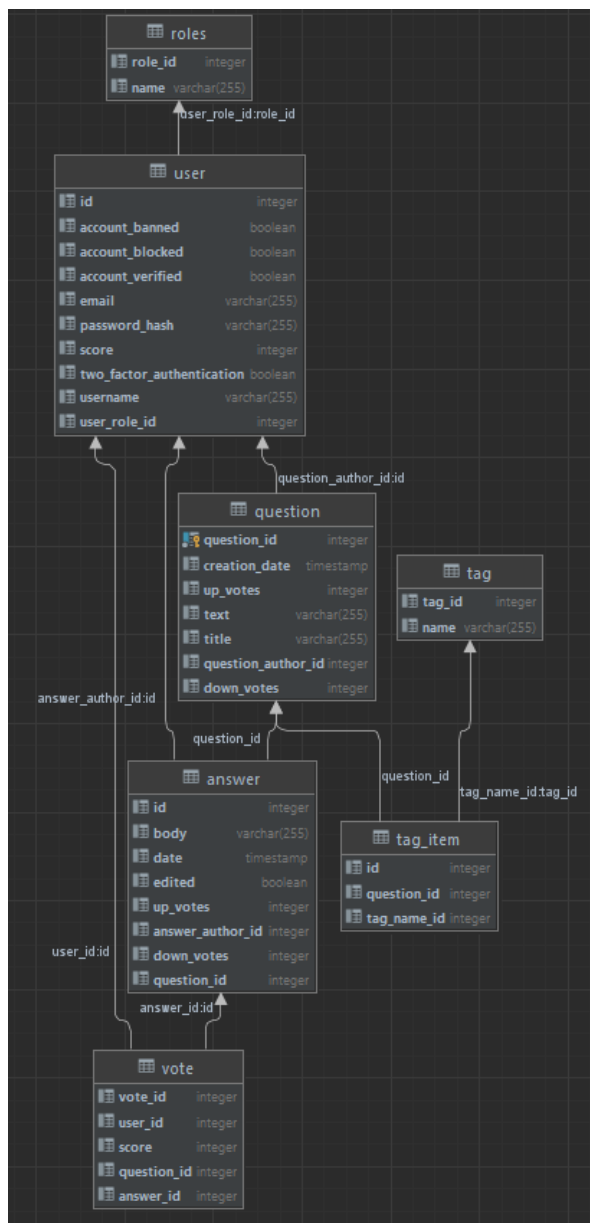 roles
role_id integer
name varchar(255)
user_role_id:role_id
user
id integer
account_banned boolean
account_blocked boolean
account_verified boolean
email varchar(255)
password_hash varchar(255)
score integer
two_factor_authentication boolean
username varchar(255)
user_role_id integer
question_author_id:id
question
question_id integer
creation_date timestamp
up_votes integer
text varchar(255)
title varchar(255)
question_author_id integer
down_votes integer
tag
tag_id integer
name varchar(255)
answer_author_id:id
question_id
question_id
tag_name_id:tag_id
answer
id integer
body varchar(255)
date timestamp
edited boolean
up_votes integer
answer_author_id integer
down_votes integer
question_id integer
tag_item
id integer
question_id integer
tag_name_id integer
user_id:id
answer_id:id
vote
vote_id integer
user_id integer
score integer
question_id integer
answer_id integer